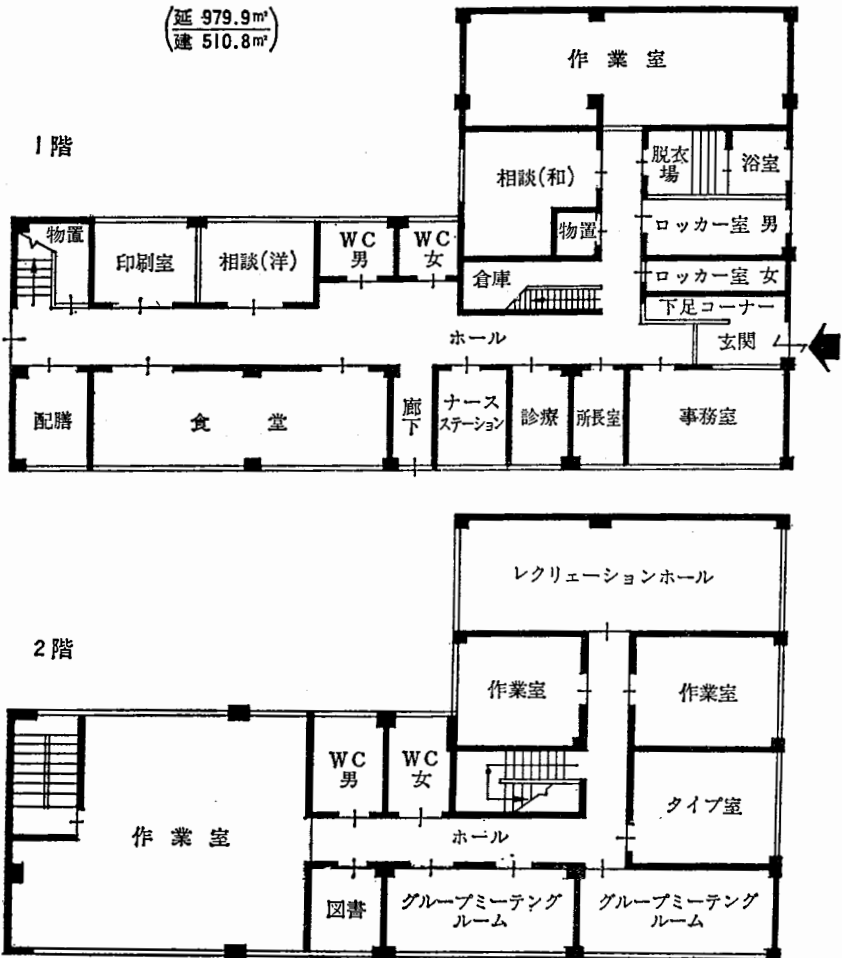 延 979.9㎡
建 510.8㎡
1階
作業室
相談(和)
脱衣
場
浴室
物置
ロッカー室 男
倉庫
ロッカー室 女
下足コーナー
玄関
物置
印刷室
相談(洋)
WC
男
WC
女
ホール
配膳
食堂
廊下
ナース
ステーション
診療
所長室
事務室
2階
レクリェーションホール
作業室
作業室
WC
男
WC
女
タイプ室
作業室
ホール
図書
グループミーテング
ルーム
グループミーテング
ルーム